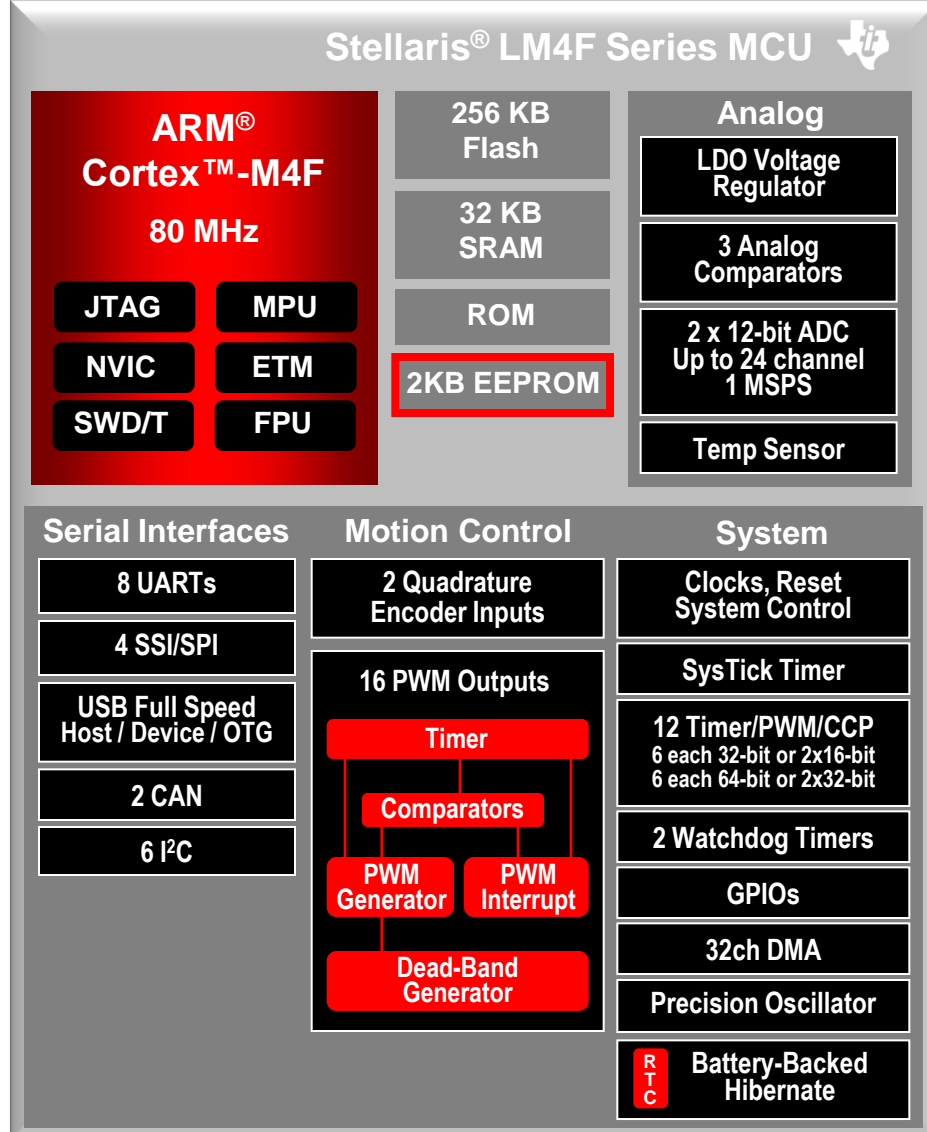 Stellaris® LM4F Series MCU
ARM®
Cortex™-M4F
80 MHz
JTAG
MPU
NVIC
ETM
SWD/T
FPU
256 KB
Flash
32 KB
SRAM
ROM
2KB EEPROM
Analog
LDO Voltage
Regulator
3 Analog
Comparators
2 x 12-bit ADC
Up to 24 channel
1 MSPS
Temp Sensor
Serial Interfaces
8 UARTs
4 SSI/SPI
USB Full Speed
Host / Device / OTG
2 CAN
6 I²C
Motion Control
2 Quadrature
Encoder Inputs
16 PWM Outputs
Timer
Comparators
PWM
Generator
PWM
Interrupt
Dead-Band
Generator
System
Clocks, Reset
System Control
SysTick Timer
12 Timer/PWM/CCP
6 each 32-bit or 2x16-bit
6 each 64-bit or 2x32-bit
2 Watchdog Timers
GPIOs
32ch DMA
Precision Oscillator
RTC
Battery-Backed
Hibernate